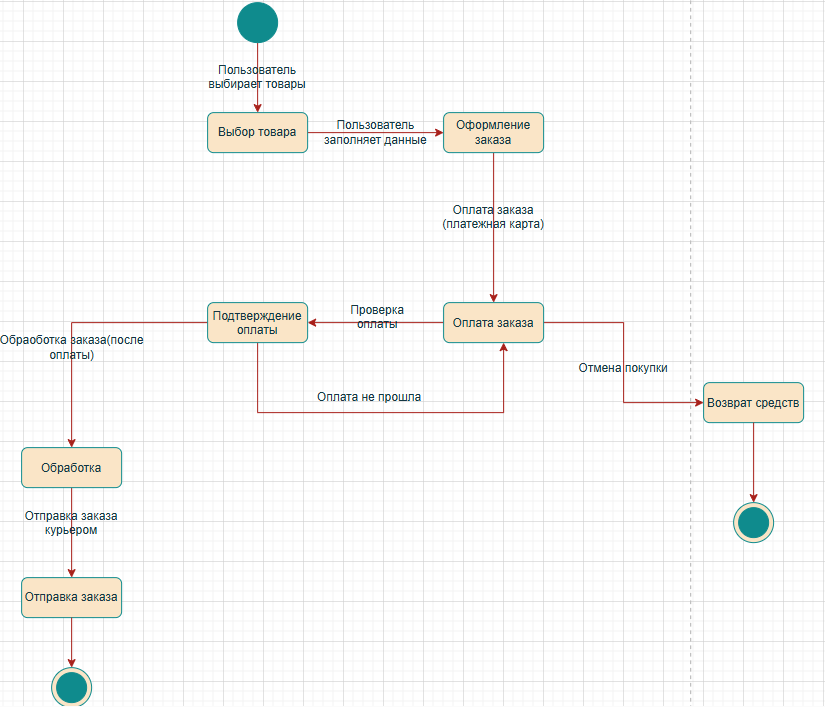 Пользователь
выбирает товары
Выбор товара
Пользователь
заполняет данные
Оформление
заказа
Оплата заказа
(платежная карта)
Подтверждение
оплаты
Проверка
оплаты
Оплата заказа
Обраоботка заказа(после
оплаты)
Оплата не прошла
Отмена покупки
Возврат средств
Обработка
Отправка заказа
курьером
Отправка заказа